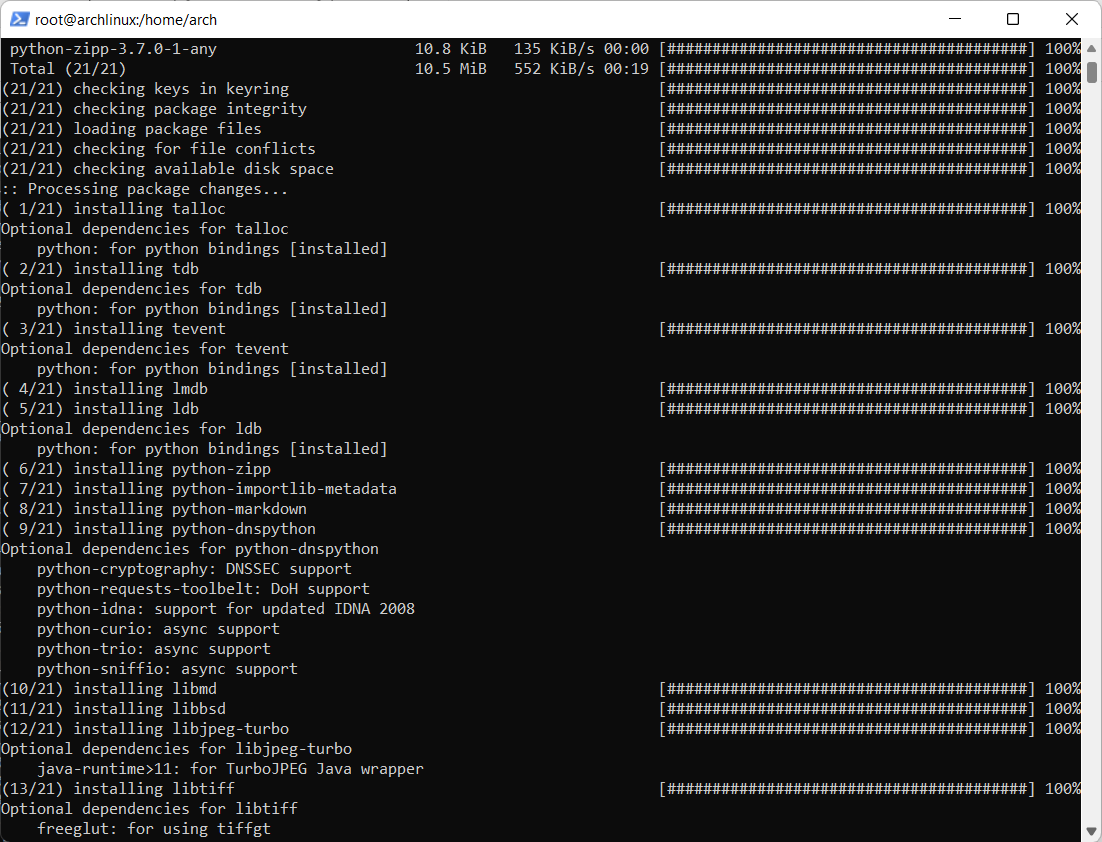 root@archlinux:/home/arch
python-zipp-3.7.0-1-any 10.8 KiB 135 KiB/s 00:00 [########################################] 100%
Total (21/21) 10.5 MiB 552 KiB/s 00:19 [########################################] 100%
(21/21) checking keys in keyring [########################################] 100%
(21/21) checking package integrity [########################################] 100%
(21/21) loading package files [########################################] 100%
(21/21) checking for file conflicts [########################################] 100%
(21/21) checking available disk space [########################################] 100%
:: Processing package changes...
( 1/21) installing talloc [########################################] 100%
Optional dependencies for talloc
python: for python bindings [installed]
( 2/21) installing tdb [########################################] 100%
Optional dependencies for tdb
python: for python bindings [installed]
( 3/21) installing tevent [########################################] 100%
Optional dependencies for tevent
python: for python bindings [installed]
( 4/21) installing lmdb [########################################] 100%
( 5/21) installing ldb [########################################] 100%
Optional dependencies for ldb
python: for python bindings [installed]
( 6/21) installing python-zipp [########################################] 100%
( 7/21) installing python-importlib-metadata [########################################] 100%
( 8/21) installing python-markdown [########################################] 100%
( 9/21) installing python-dnspython [########################################] 100%
Optional dependencies for python-dnspython
python-cryptography: DNSSEC support
python-requests-toolbelt: DoH support
python-idna: support for updated IDNA 2008
python-curio: async support
python-trio: async support
python-sniffio: async support
(10/21) installing libmd [########################################] 100%
(11/21) installing libbsd [########################################] 100%
(12/21) installing libjpeg-turbo [########################################] 100%
Optional dependencies for libjpeg-turbo
java-runtime>11: for TurboJPEG Java wrapper
(13/21) installing libtiff [########################################] 100%
Optional dependencies for libtiff
freeglut: for using tiffgt